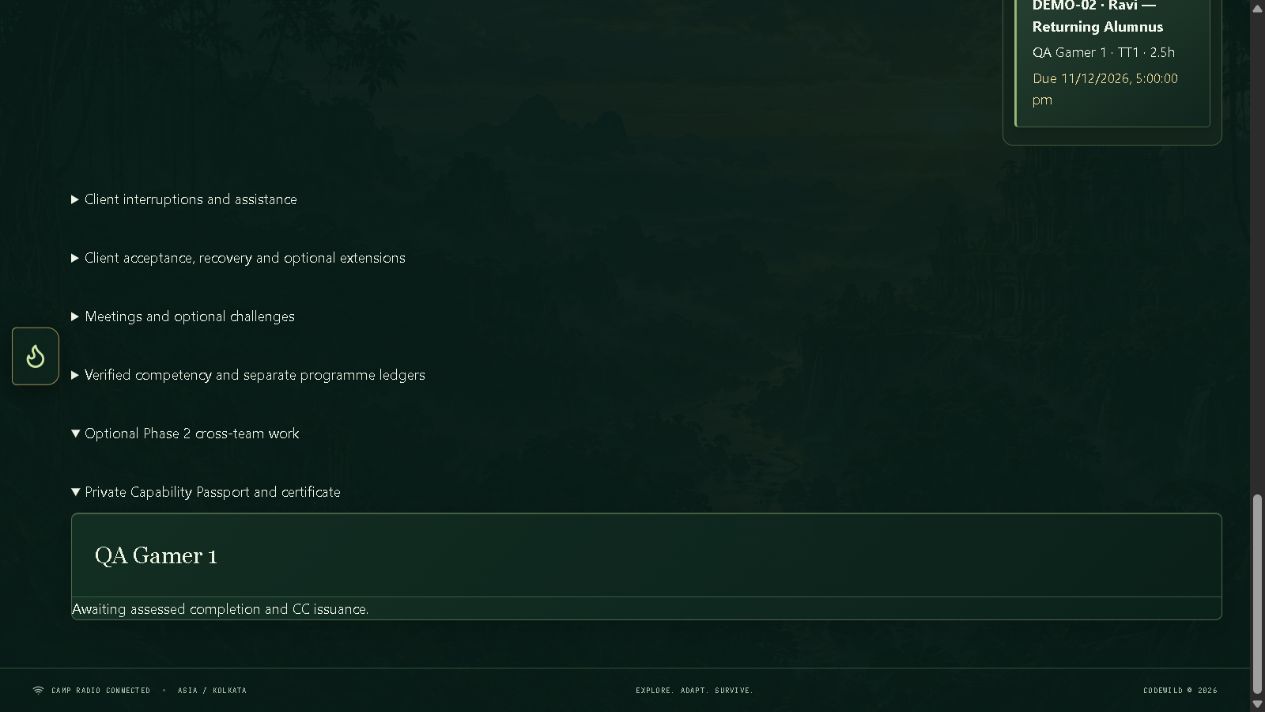 DEMO-02 · Ravi —
Returning Alumnus
QA Gamer 1 · TT1 · 2.5h
Due 11/12/2026, 5:00:00
pm
▶ Client interruptions and assistance
▶ Client acceptance, recovery and optional extensions
▶ Meetings and optional challenges
▶ Verified competency and separate programme ledgers
▼ Optional Phase 2 cross-team work
▼ Private Capability Passport and certificate
QA Gamer 1
Awaiting assessed completion and CC issuance.
CAMP RADIO CONNECTED · ASIA / KOLKATA
EXPLORE. ADAPT. SURVIVE.
CODEWILD © 2026